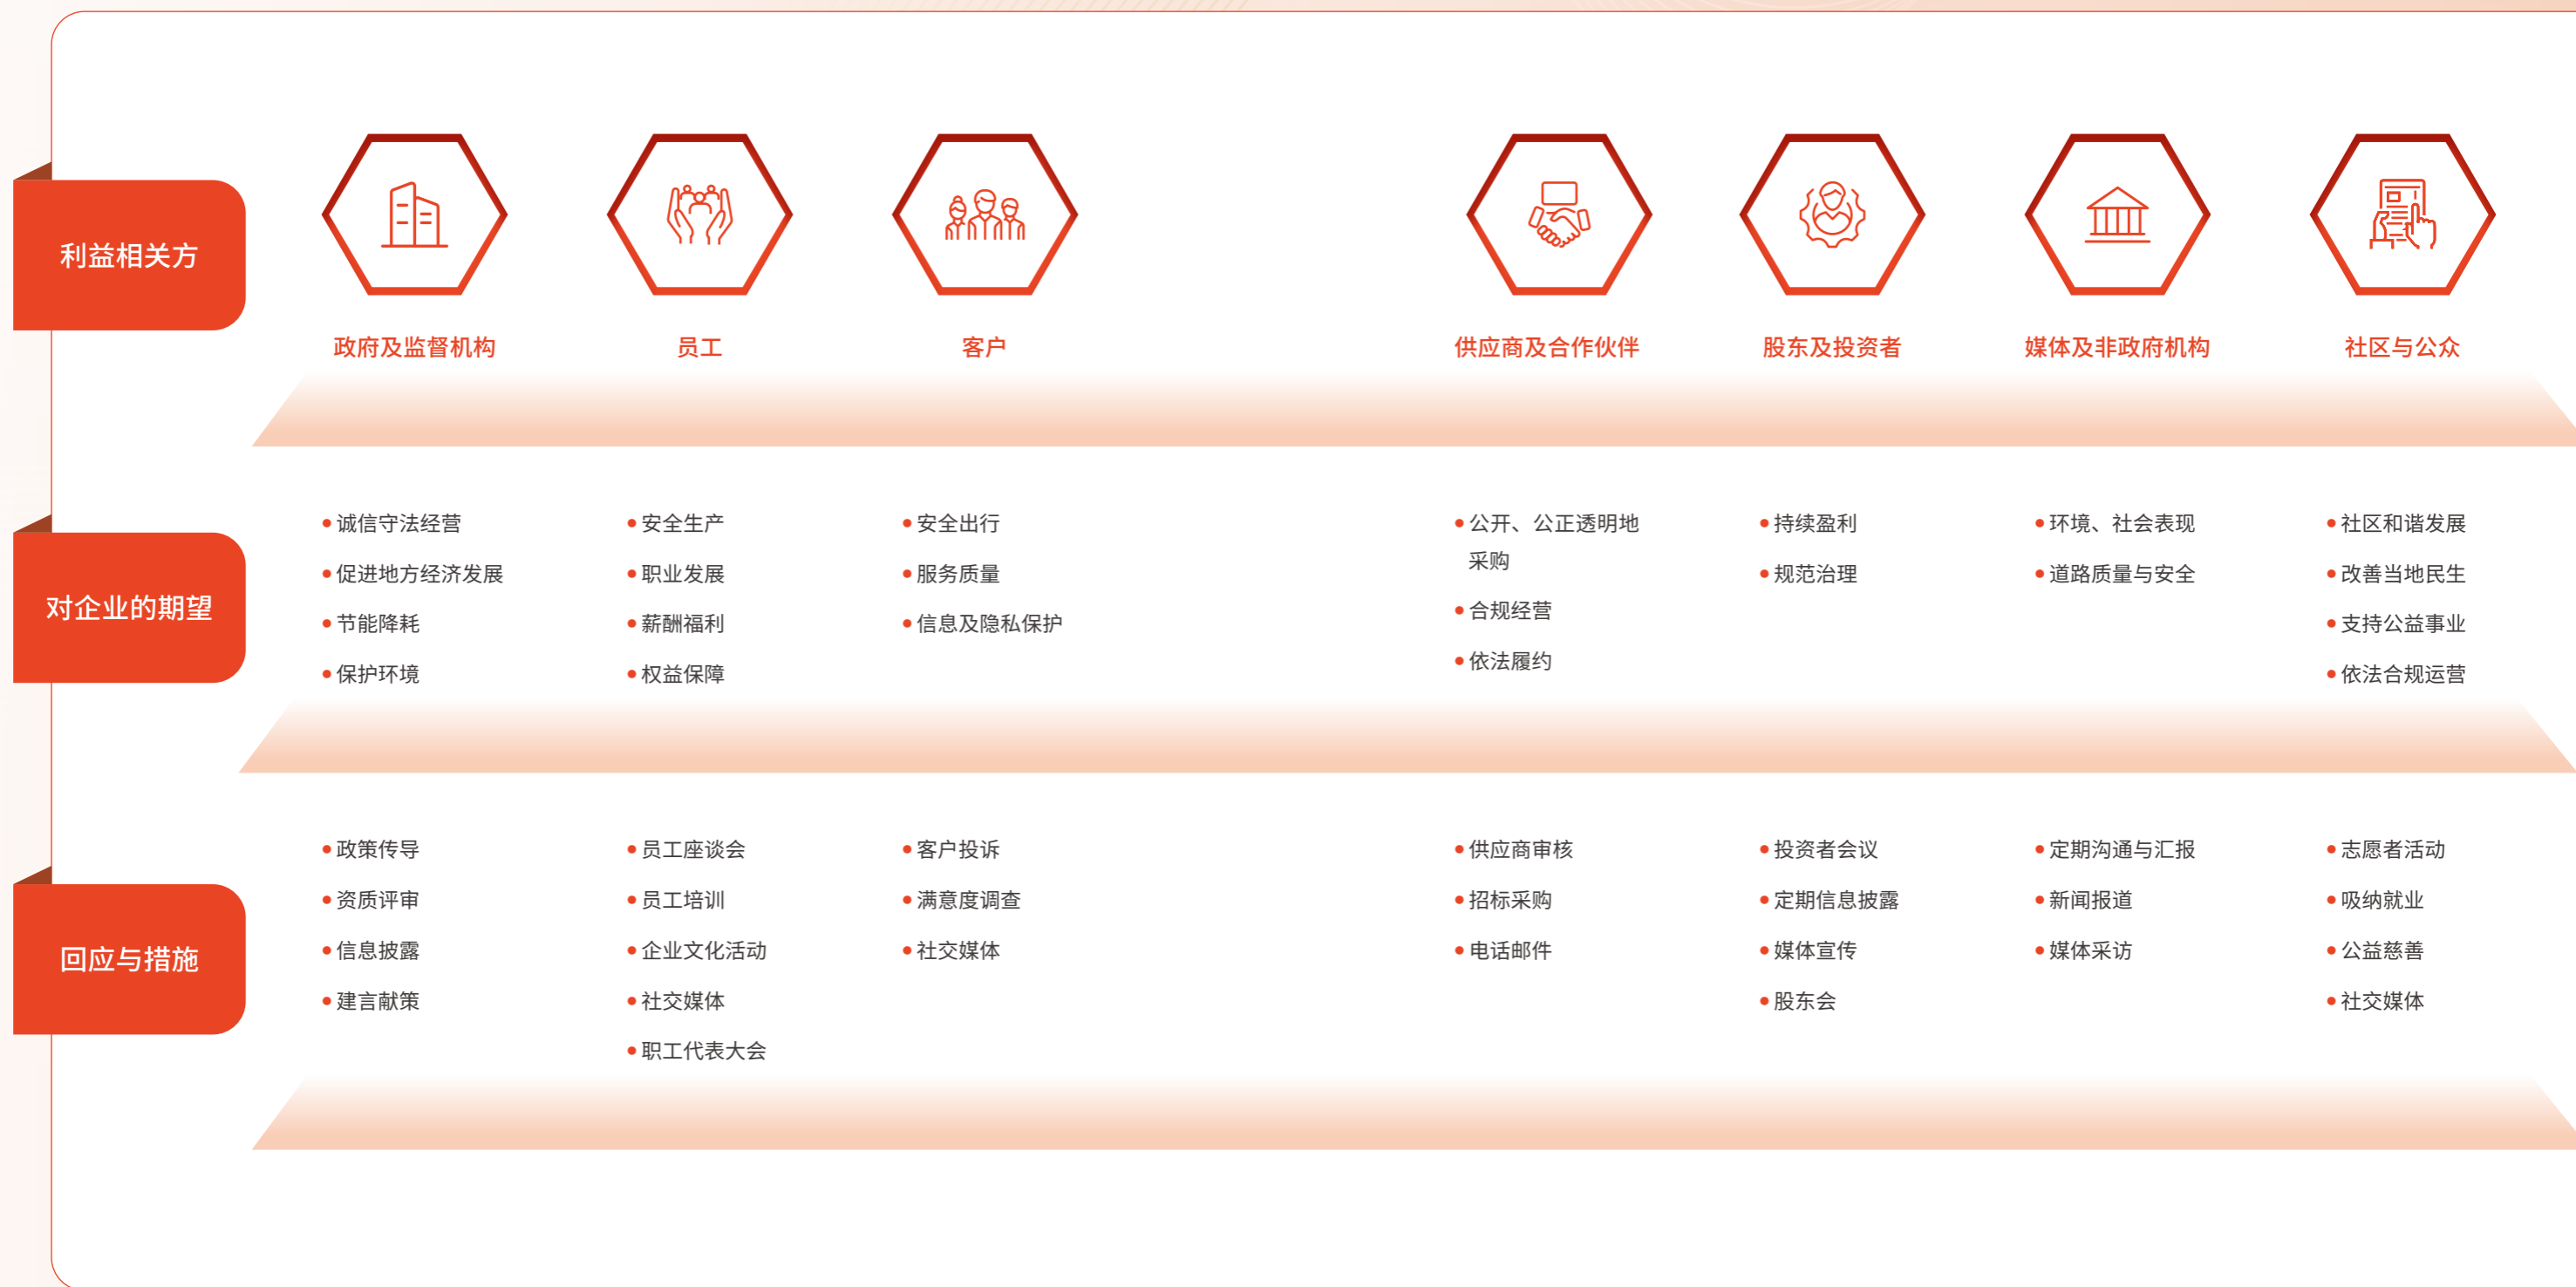 利益相关方
政府及监督机构
员工
客户
供应商及合作伙伴
股东及投资者
媒体及非政府机构
社区与公众
对企业的期望
诚信守法经营
促进地方经济发展
节能降耗
保护环境
安全生产
职业发展
薪酬福利
权益保障
安全出行
服务质量
信息及隐私保护
公开、公正透明地
采购
合规经营
依法履约
持续盈利
规范治理
环境、社会表现
道路质量与安全
社区和谐发展
改善当地民生
支持公益事业
依法合规运营
回应与措施
政策传导
资质评审
信息披露
建言献策
员工座谈会
员工培训
企业文化活动
社交媒体
职工代表大会
客户投诉
满意度调查
社交媒体
供应商审核
招标采购
电话邮件
投资者会议
定期信息披露
媒体宣传
股东会
定期沟通与汇报
新闻报道
媒体采访
志愿者活动
吸纳就业
公益慈善
社交媒体